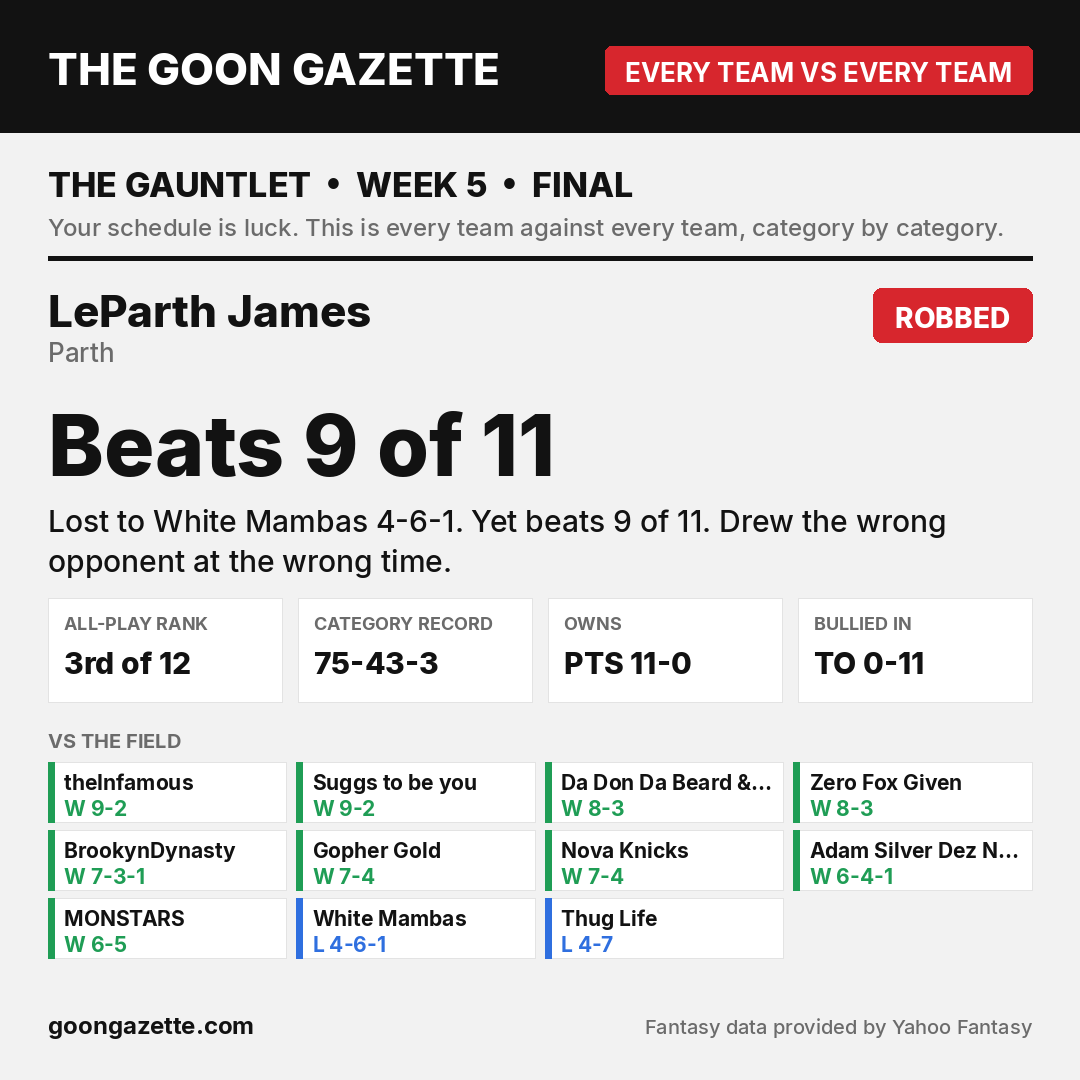 THE GOON GAZETTE
EVERY TEAM VS EVERY TEAM
THE GAUNTLET • WEEK 5 • FINAL
Your schedule is luck. This is every team against every team, category by category.
LeParth James
ROBBED
Parth
Beats 9 of 11
Lost to White Mambas 4-6-1. Yet beats 9 of 11. Drew the wrong
opponent at the wrong time.
ALL-PLAY RANK
3rd of 12
CATEGORY RECORD
75-43-3
OWNS
PTS 11-0
BULLIED IN
TO 0-11
VS THE FIELD
theInfamous
W 9-2
Suggs to be you
W 9-2
Da Don Da Beard &...
W 8-3
Zero Fox Given
W 8-3
BrookynDynasty
W 7-3-1
Gopher Gold
W 7-4
Nova Knicks
W 7-4
Adam Silver Dez N...
W 6-4-1
MONSTARS
W 6-5
White Mambas
L 4-6-1
Thug Life
L 4-7
goongazette.com
Fantasy data provided by Yahoo Fantasy